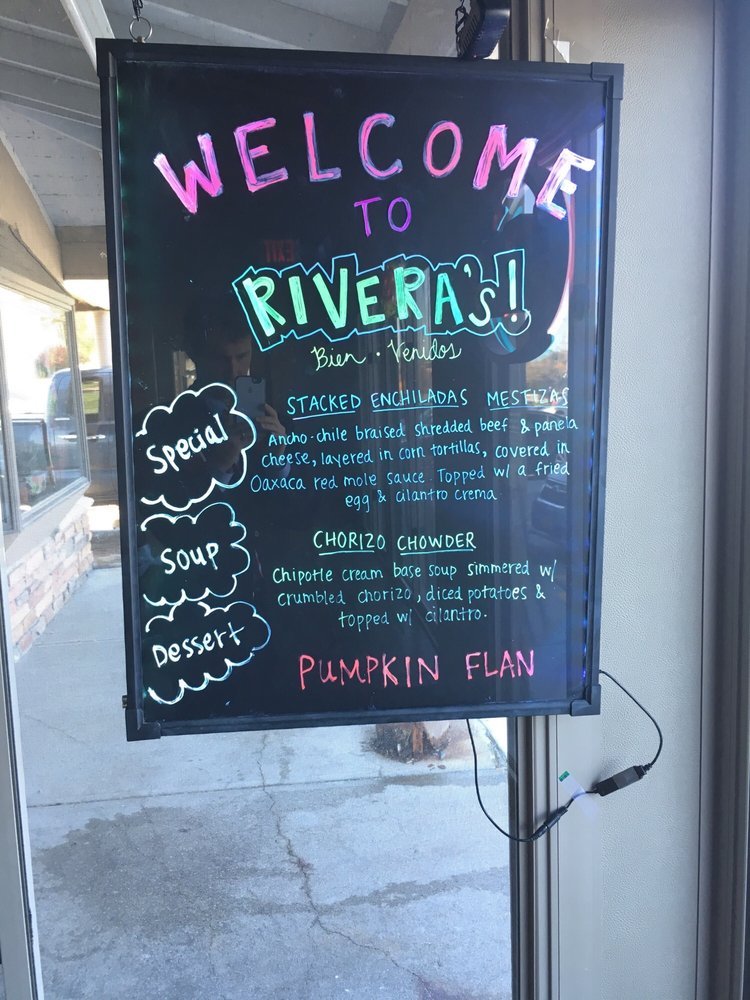 WELCOME
TO
RIVERA's!
Bien · Venidos
Special
STACKED ENCHILADAS MESTIZAS
Ancho-chile braised shredded beef & panela
cheese, layered in corn tortillas, covered in
Oaxaca red mole sauce. Topped w/ a fried
egg & cilantro crema
Soup
CHORIZO CHOWDER
Chipotle cream base soup simmered w/
crumbled chorizo, diced potatoes &
topped w/ cilantro.
Dessert
PUMPKIN FLAN
EXIT